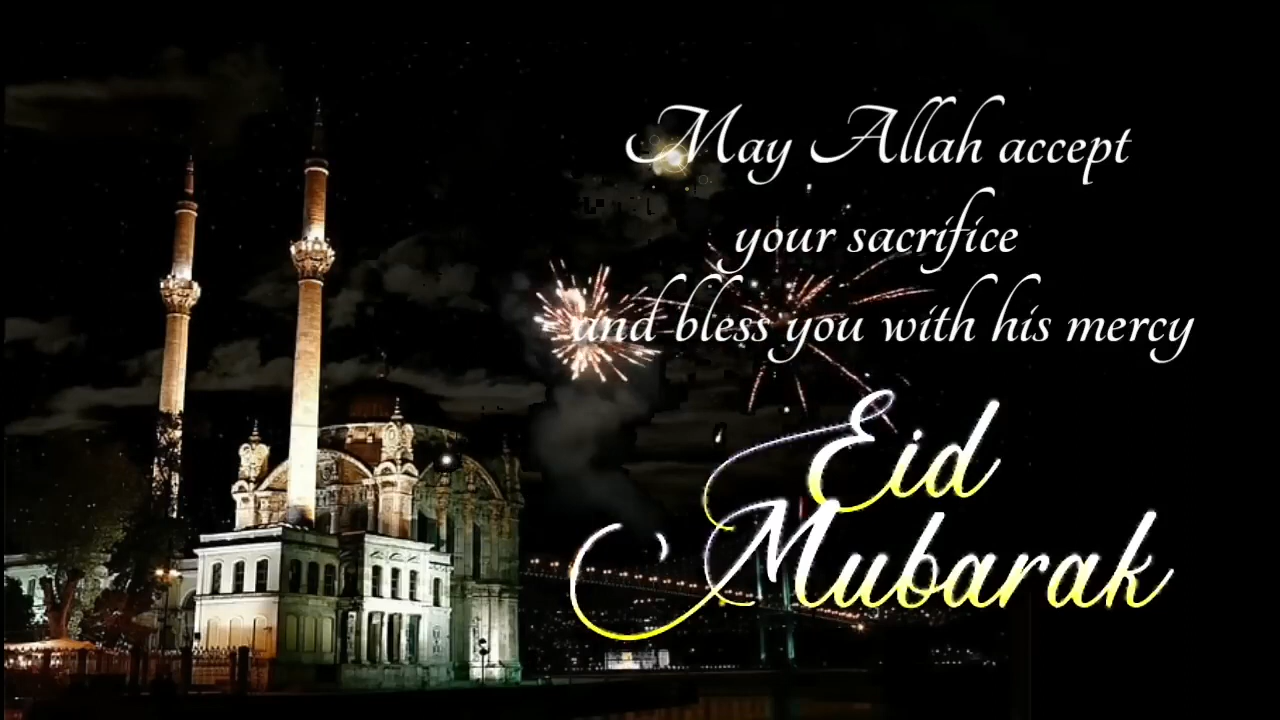 May Allah accept
your sacrifice
and bless you with his mercy
Eid
Mubarak